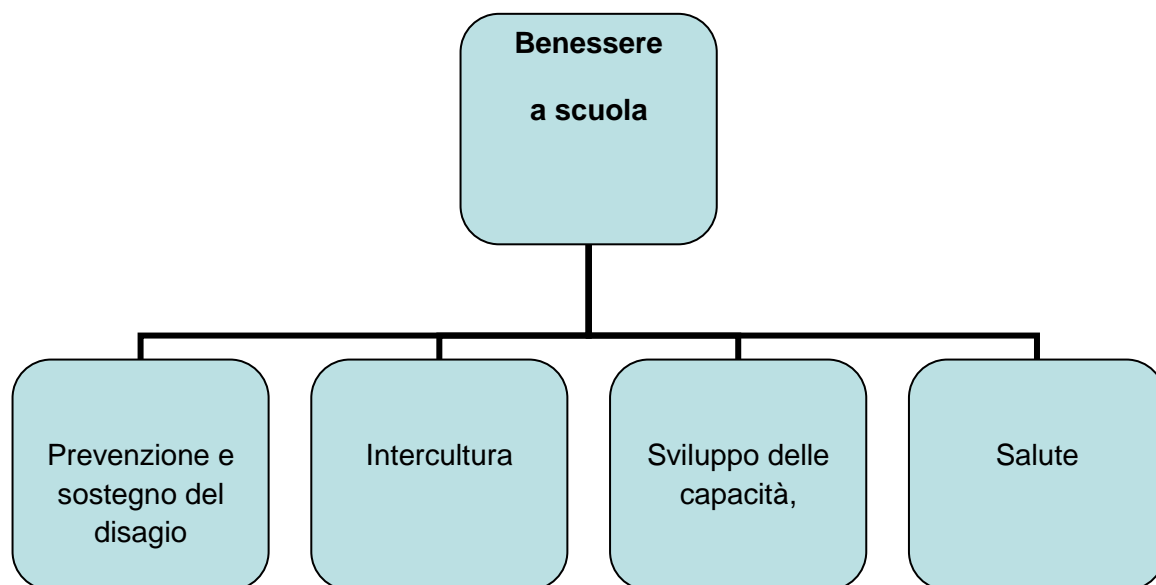 Benessere
a scuola
Prevenzione e
sostegno del
disagio
Intercultura
Sviluppo delle
capacità,
Salute